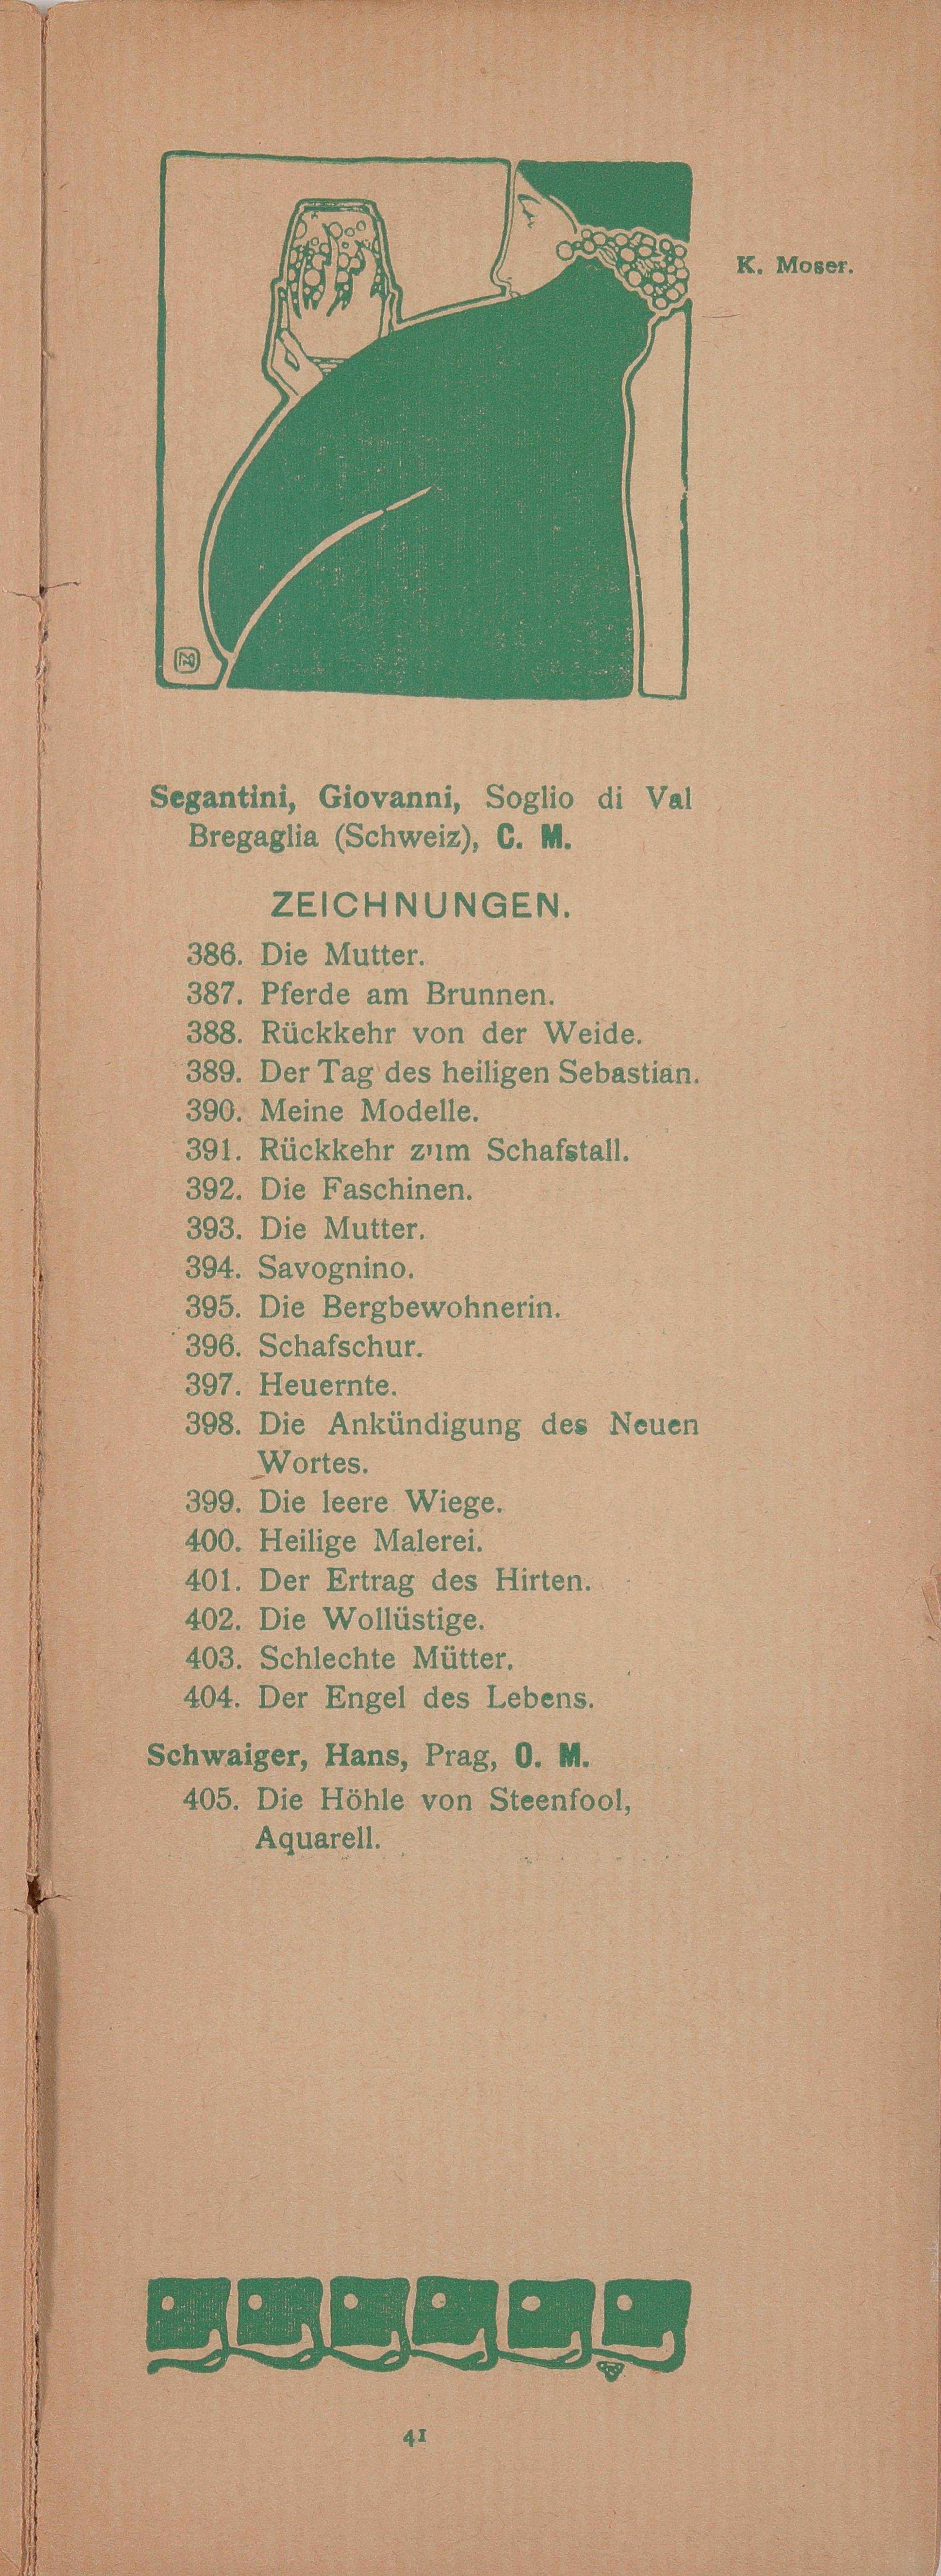 K. Moser.
Segantini, Giovanni, Soglio di Val
Bregaglia (Schweiz), C. M.
ZEICHNUNGEN.
386. Die Mutter.
387. Pferde am Brunnen.
388. Rückkehr von der Weide.
389. Der Tag des heiligen Sebastian.
390. Meine Modelle.
391. Rückkehr zum Schafstall.
392. Die Faschinen.
393. Die Mutter.
394. Savognino.
395. Die Bergbewohnerin.
396. Schafschur.
397. Heuernte.
398. Die Ankündigung des Neuen
Wortes.
399. Die leere Wiege.
400. Heilige Malerei.
401. Der Ertrag des Hirten.
402. Die Wollüstige.
403. Schlechte Mütter.
404. Der Engel des Lebens.
Schwaiger, Hans, Prag, O. M.
405. Die Höhle von Steenfool,
Aquarell.
41